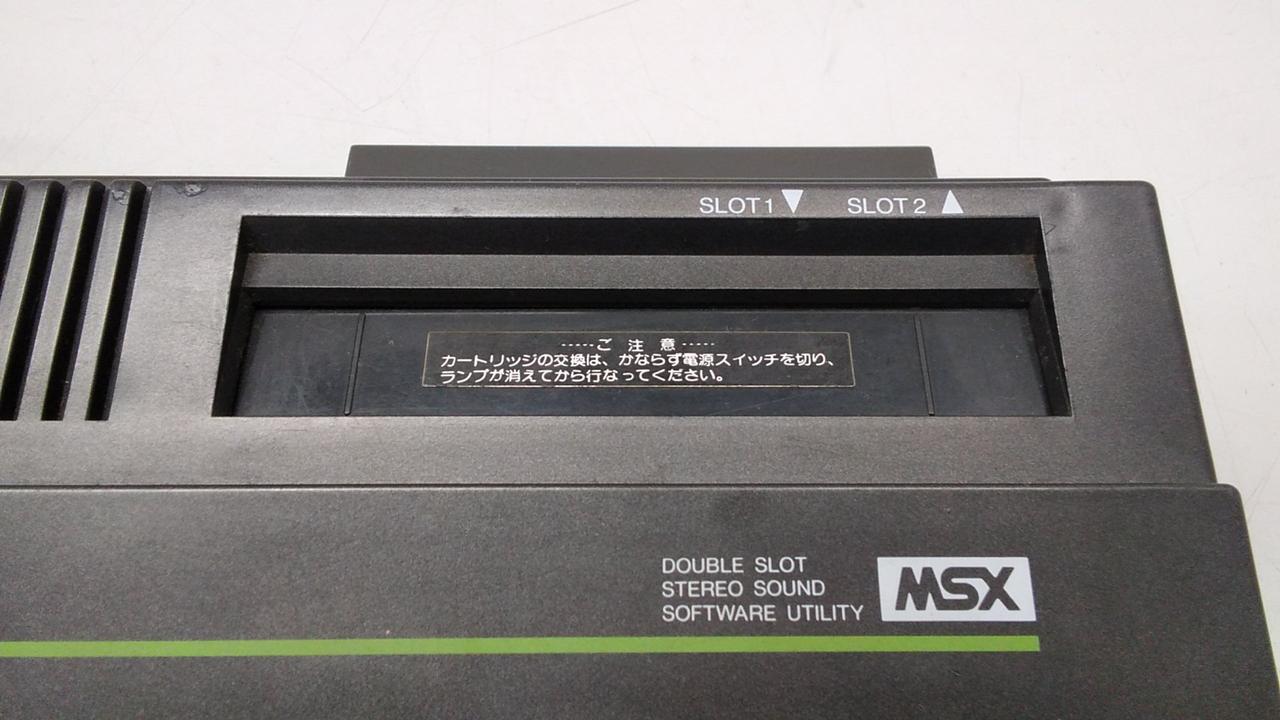 SLOT 1 ▼ SLOT 2 ▲
-----ご 注 意-----
カートリッジの交換は、かならず電源スイッチを切り、
ランプが消えてから行なってください。
DOUBLE SLOT
STEREO SOUND
SOFTWARE UTILITY
MSX